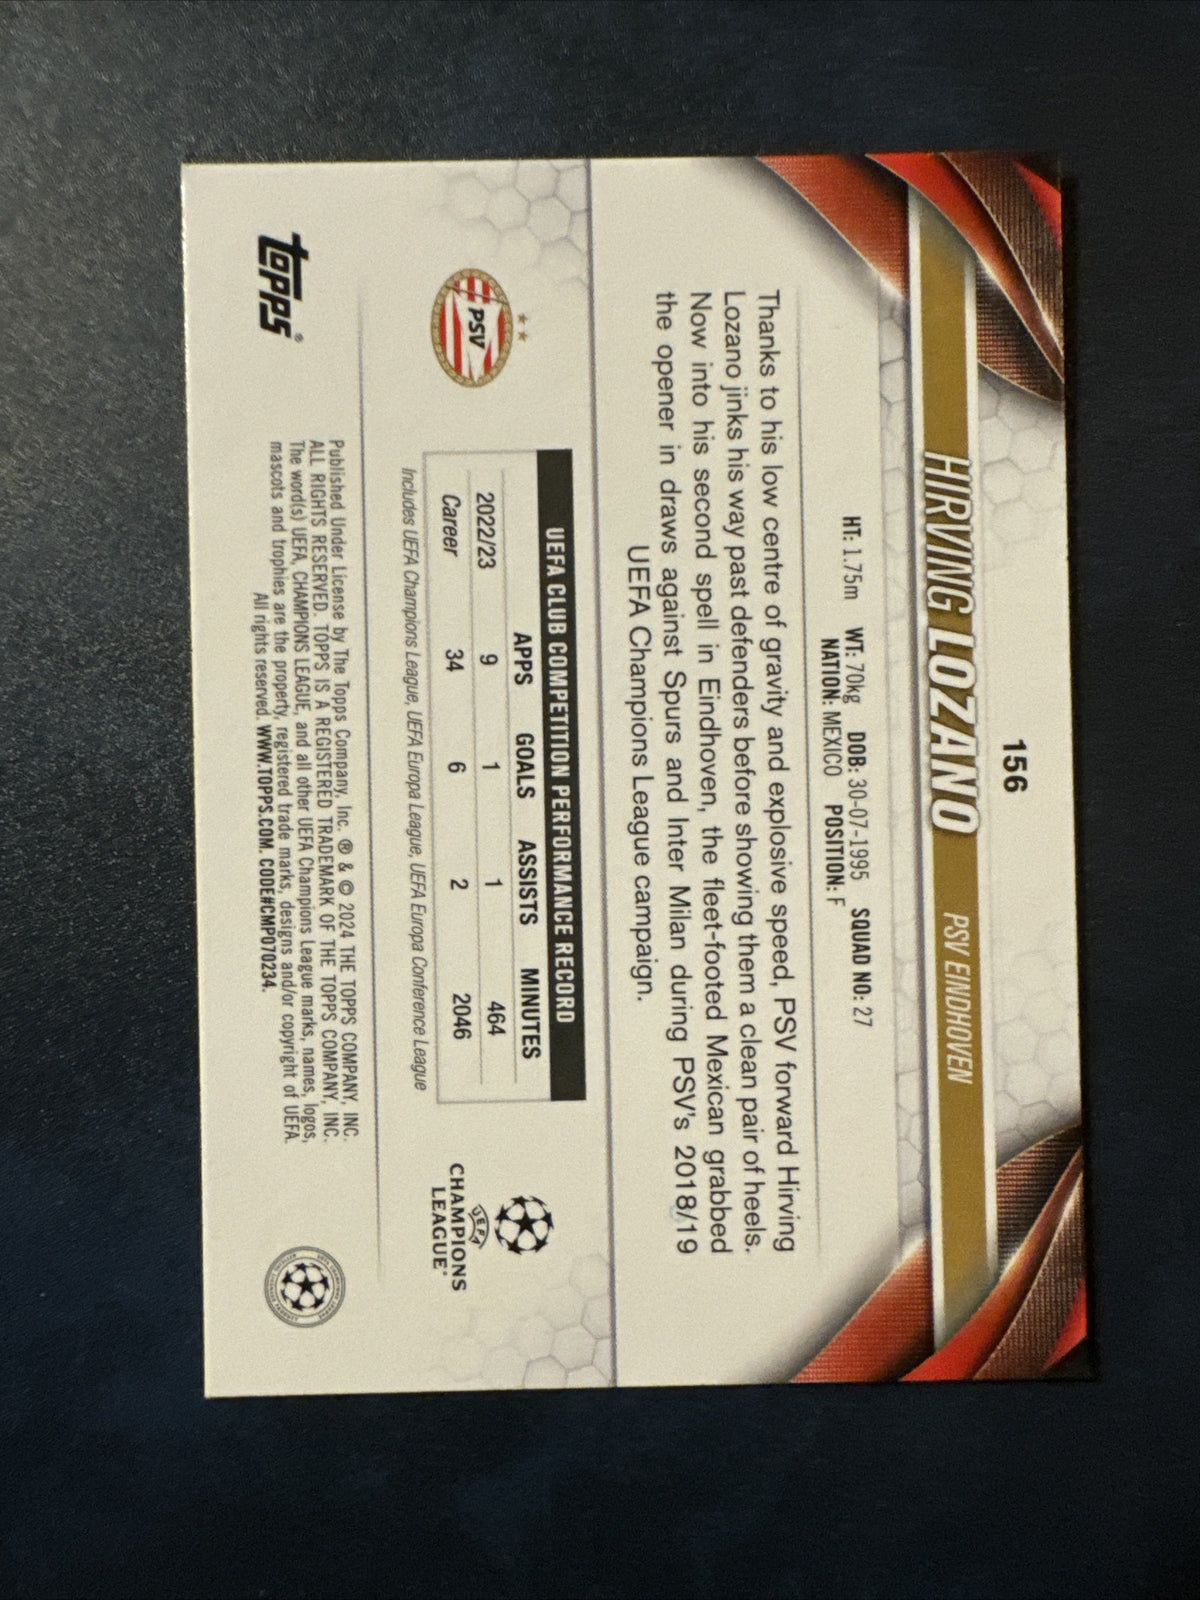 156
HIRVING LOZANO PSV EINDHOVEN
HT: 1.75m WT: 70kg DOB: 30-07-1995 SQUAD NO: 27
NATION: MEXICO POSITION: F
Thanks to his low centre of gravity and explosive speed, PSV forward Hirving
Lozano jinks his way past defenders before showing them a clean pair of heels.
Now into his second spell in Eindhoven, the fleet-footed Mexican grabbed
the opener in draws against Spurs and Inter Milan during PSV's 2018/19
UEFA Champions League campaign.
PSV
UEFA CLUB COMPETITION PERFORMANCE RECORD
APPS GOALS ASSISTS MINUTES
2022/23 9 1 1 464
Career 34 6 2 2046
Includes UEFA Champions League, UEFA Europa League, UEFA Europa Conference League
UEFA
CHAMPIONS
LEAGUE®
topps®
Published Under License by The Topps Company, Inc. ® & © 2024 THE TOPPS COMPANY, INC.
ALL RIGHTS RESERVED. TOPPS IS A REGISTERED TRADEMARK OF THE TOPPS COMPANY, INC.
The word(s) UEFA, CHAMPIONS LEAGUE, and all other UEFA Champions League marks, names, logos,
mascots and trophies are the property, registered trade marks, designs and/or copyright of UEFA.
All rights reserved. WWW.TOPPS.COM. CODE#CMP070234.